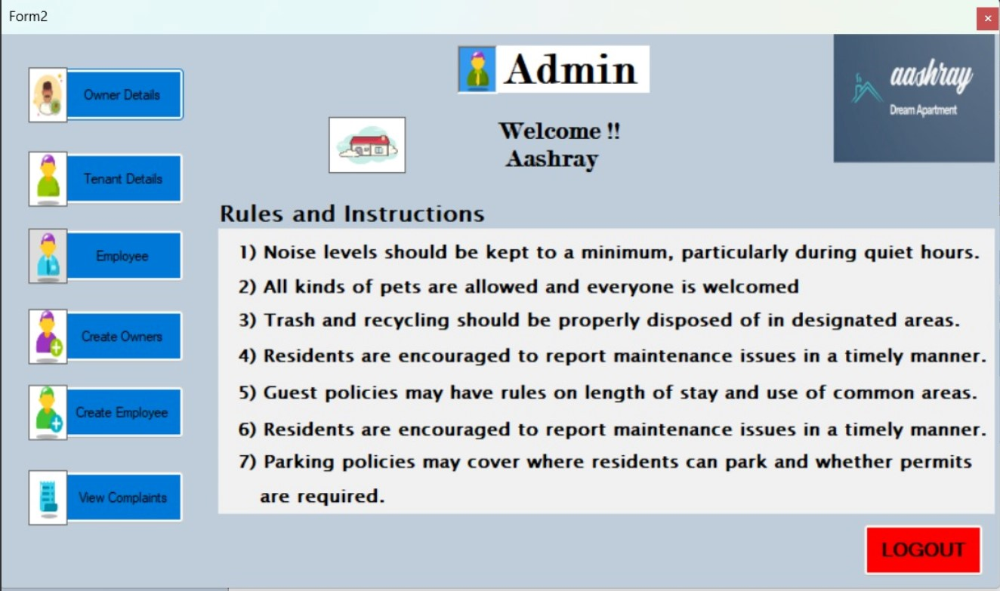 Form2
Admin
aashray
Dream Apartment
Welcome !!
Aashray
Owner Details
Tenant Details
Employee
Create Owners
Create Employee
View Complaints
Rules and Instructions
1) Noise levels should be kept to a minimum, particularly during quiet hours.
2) All kinds of pets are allowed and everyone is welcomed
3) Trash and recycling should be properly disposed of in designated areas.
4) Residents are encouraged to report maintenance issues in a timely manner.
5) Guest policies may have rules on length of stay and use of common areas.
6) Residents are encouraged to report maintenance issues in a timely manner.
7) Parking policies may cover where residents can park and whether permits
are required.
LOGOUT